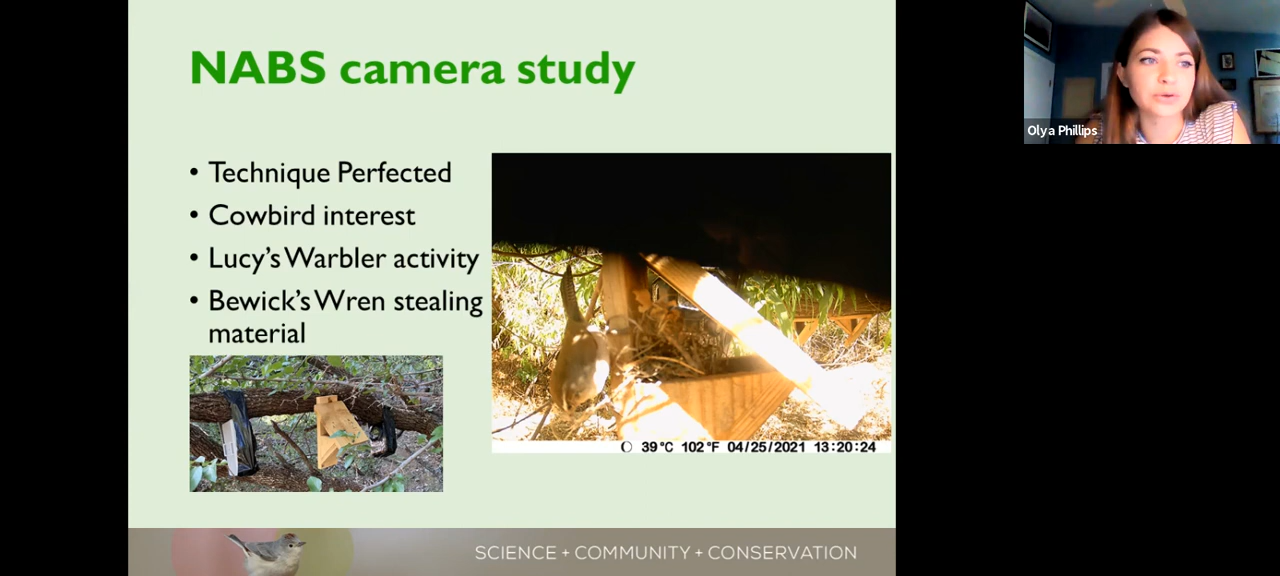 NABS camera study
• Technique Perfected
• Cowbird interest
• Lucy's Warbler activity
• Bewick's Wren stealing
material
39°C 102°F 04/25/2021 13:20:24
SCIENCE + COMMUNITY + CONSERVATION
Olya Phillips